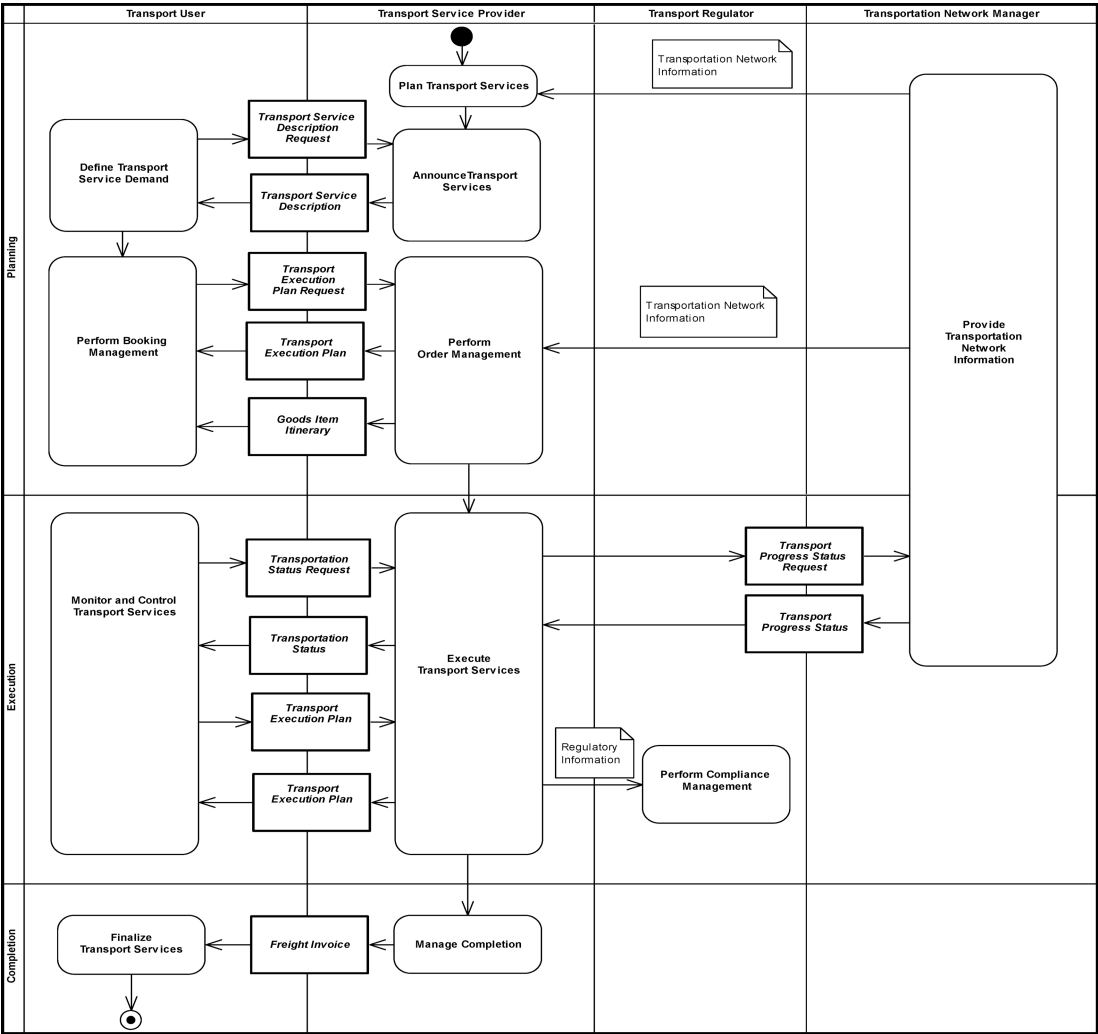 Transport User
Transport Service Provider
Transport Regulator
Transportation Network Manager
Planning
Plan Transport Services
Transportation Network
Information
Transport Service
Description
Request
Define Transport
Service Demand
AnnounceTransport
Services
Transport Service
Description
Transport
Execution
Plan Request
Transportation Network
Information
Perform Booking
Management
Transport
Execution Plan
Perform
Order Management
Provide
Transportation
Network
Information
Goods Item
Itinerary
Execution
Transportation
Status Request
Transport
Progress Status
Request
Monitor and Control
Transport Services
Transportation
Status
Transport
Progress Status
Execute
Transport Services
Transport
Execution Plan
Regulatory
Information
Perform Compliance
Management
Transport
Execution Plan
Completion
Finalize
Transport Services
Freight Invoice
Manage Completion